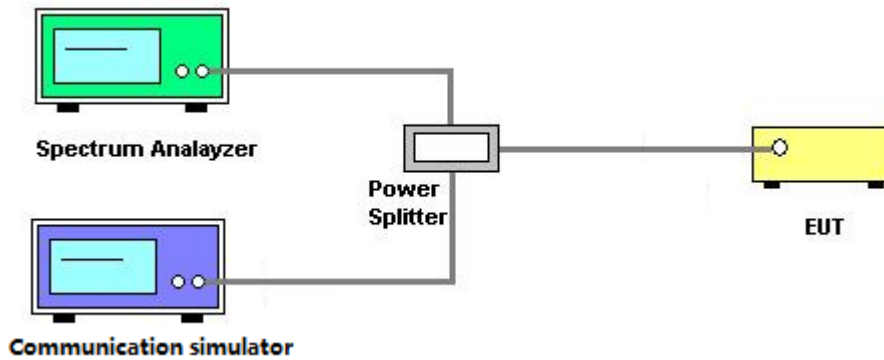 Spectrum Analayzer
Power
Splitter
EUT
Communication simulator